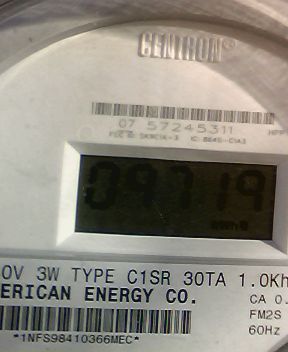 CENTRON®
07 57245311
09719
0V 3W TYPE C1SR 30TA 1.0Kh
ERICAN ENERGY CO.
CA 0.
FM2S
60Hz
*1NFS98410366MEC*